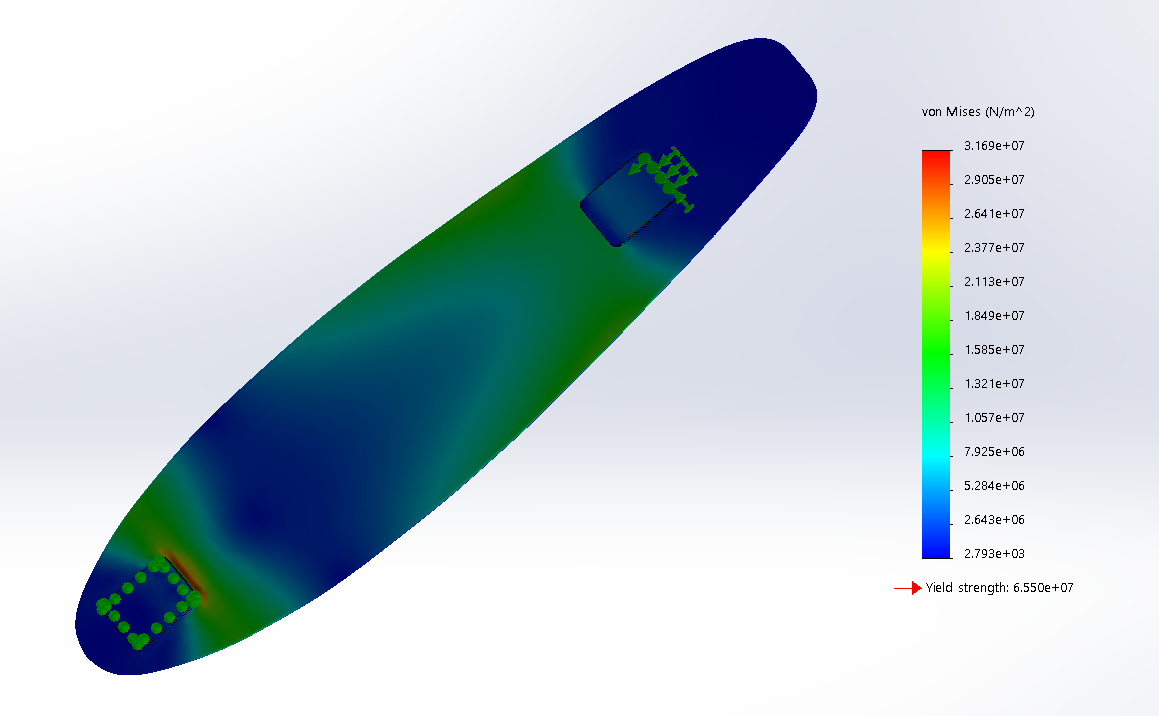 von Mises (N/m^2)
3.169e+07
2.905e+07
2.641e+07
2.377e+07
2.113e+07
1.849e+07
1.585e+07
1.321e+07
1.057e+07
7.925e+06
5.284e+06
2.643e+06
2.793e+03
Yield strength: 6.550e+07